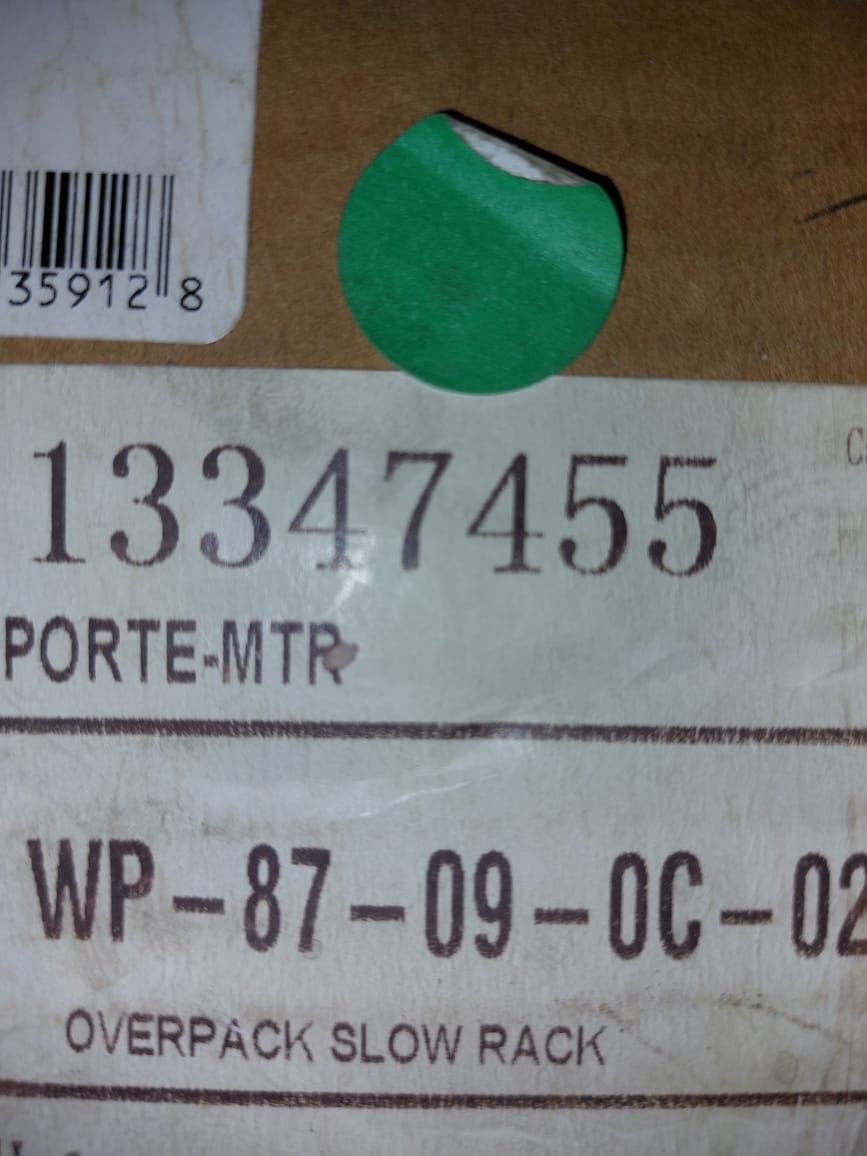 35912 8
13347455
PORTE-MTR
WP-87-09-0C-02
OVERPACK SLOW RACK